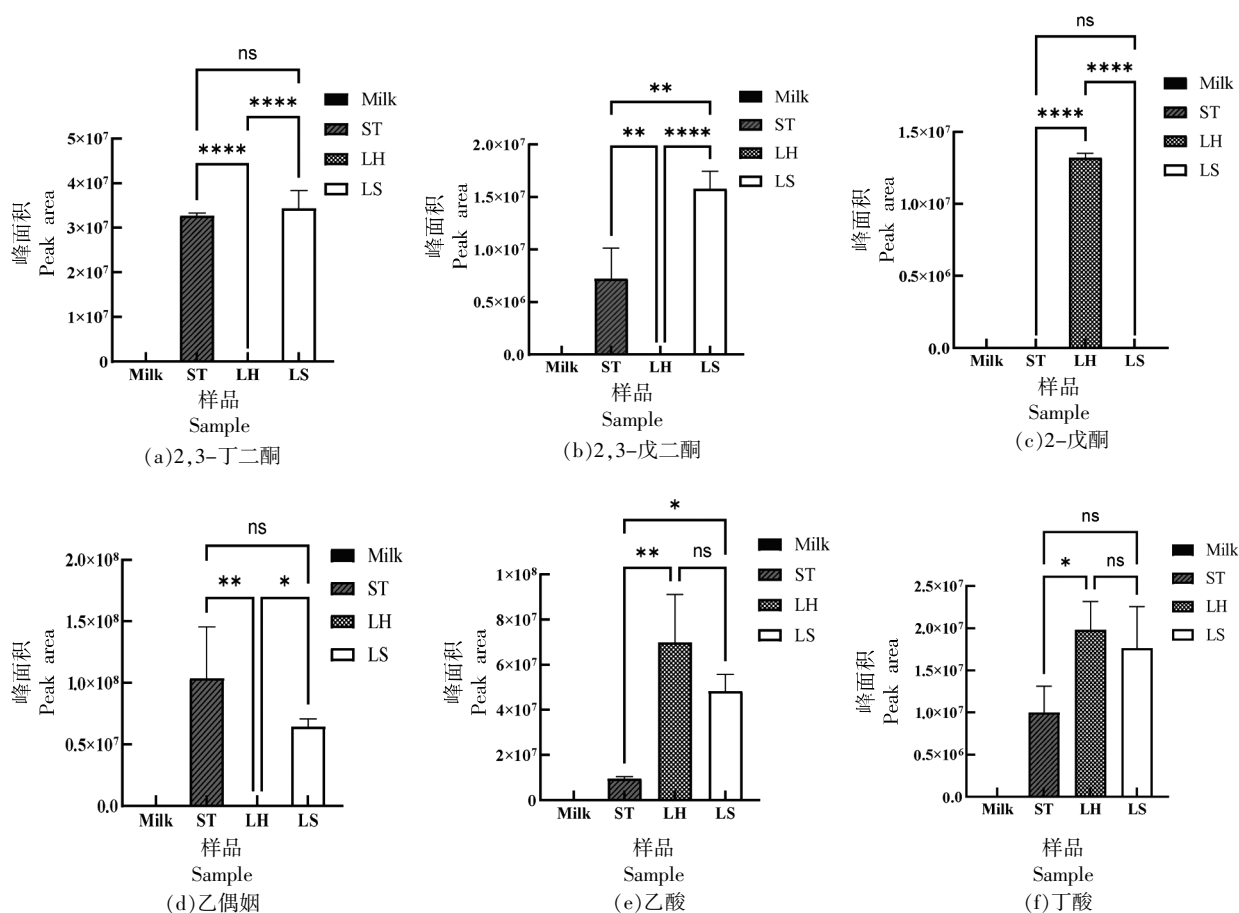 ns
****
****
Milk
ST
LH
LS
5×10⁷
4×10⁷
3×10⁷
2×10⁷
1×10⁷
0
峰面积
Peak area
Milk ST LH LS
样品
Sample
(a)2,3-丁二酮
**
** ****
Milk
ST
LH
LS
2.0×10⁷
1.5×10⁷
1.0×10⁷
0.5×10⁶
0.0
峰面积
Peak area
Milk ST LH LS
样品
Sample
(b)2,3-戊二酮
ns
****
****
Milk
ST
LH
LS
1.5×10⁷
1.0×10⁷
0.5×10⁶
0.0
峰面积
Peak area
Milk ST LH LS
样品
Sample
(c)2-戊酮
ns
** *
Milk
ST
LH
LS
2.0×10⁸
1.5×10⁸
1.0×10⁸
0.5×10⁷
0.0
峰面积
Peak area
Milk ST LH LS
样品
Sample
(d)乙偶姻
*
** ns
Milk
ST
LH
LS
1×10⁸
8×10⁷
6×10⁷
4×10⁷
2×10⁷
0
峰面积
Peak area
Milk ST LH LS
样品
Sample
(e)乙酸
ns
* ns
Milk
ST
LH
LS
2.5×10⁷
2.0×10⁷
1.5×10⁷
1.0×10⁷
0.5×10⁶
0.0
峰面积
Peak area
Milk ST LH LS
样品
Sample
(f)丁酸